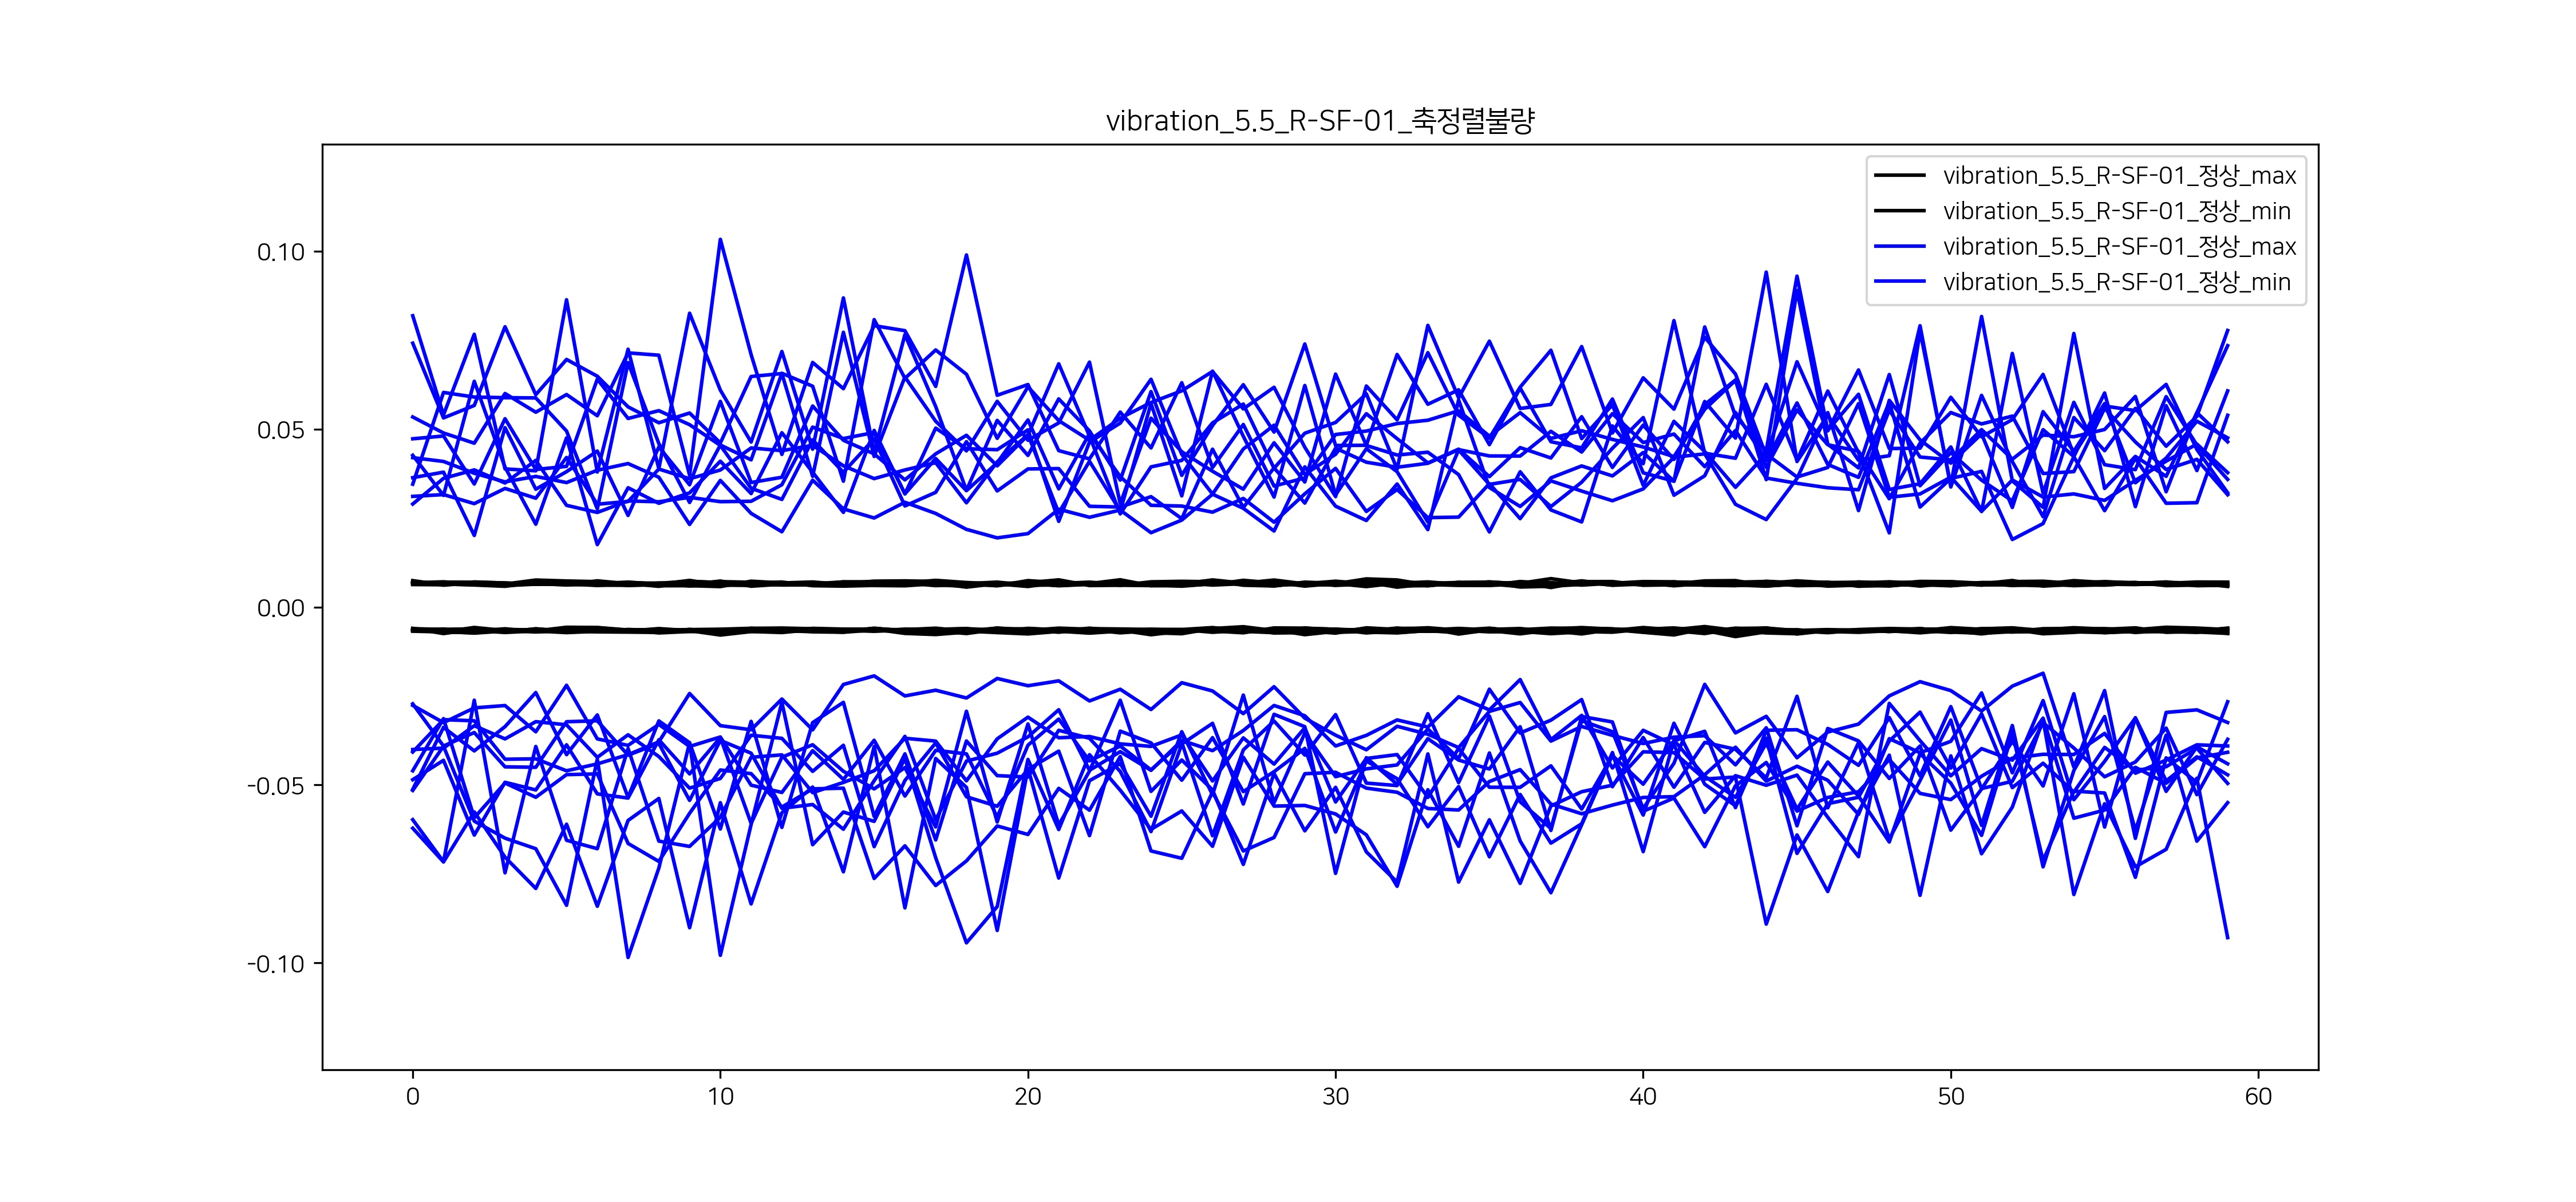 vibration_5.5_R-SF-01_축정렬불량
vibration_5.5_R-SF-01_정상_max
vibration_5.5_R-SF-01_정상_min
vibration_5.5_R-SF-01_정상_max
vibration_5.5_R-SF-01_정상_min
0.10
0.05
0.00
-0.05
-0.10
0 10 20 30 40 50 60